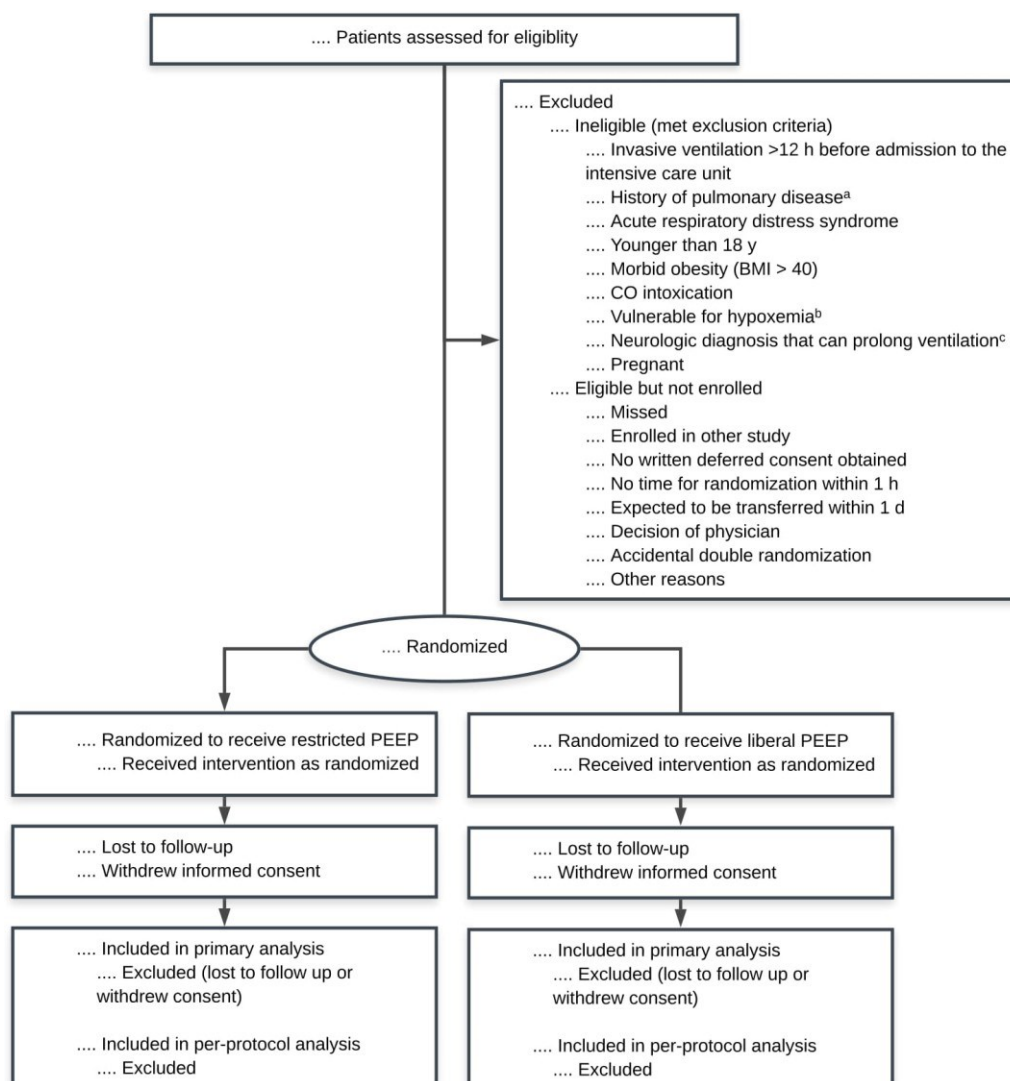 .... Patients assessed for eligiblity
.... Excluded
.... Ineligible (met exclusion criteria)
.... Invasive ventilation >12 h before admission to the
intensive care unit
.... History of pulmonary diseaseᵃ
.... Acute respiratory distress syndrome
.... Younger than 18 y
.... Morbid obesity (BMI > 40)
.... CO intoxication
.... Vulnerable for hypoxemiaᵇ
.... Neurologic diagnosis that can prolong ventilationᶜ
.... Pregnant
.... Eligible but not enrolled
.... Missed
.... Enrolled in other study
.... No written deferred consent obtained
.... No time for randomization within 1 h
.... Expected to be transferred within 1 d
.... Decision of physician
.... Accidental double randomization
.... Other reasons
.... Randomized
.... Randomized to receive restricted PEEP
.... Received intervention as randomized
.... Randomized to receive liberal PEEP
.... Received intervention as randomized
.... Lost to follow-up
.... Withdrew informed consent
.... Lost to follow-up
.... Withdrew informed consent
.... Included in primary analysis
.... Excluded (lost to follow up or
withdrew consent)
.... Included in per-protocol analysis
.... Excluded
.... Included in primary analysis
.... Excluded (lost to follow up or
withdrew consent)
.... Included in per-protocol analysis
.... Excluded